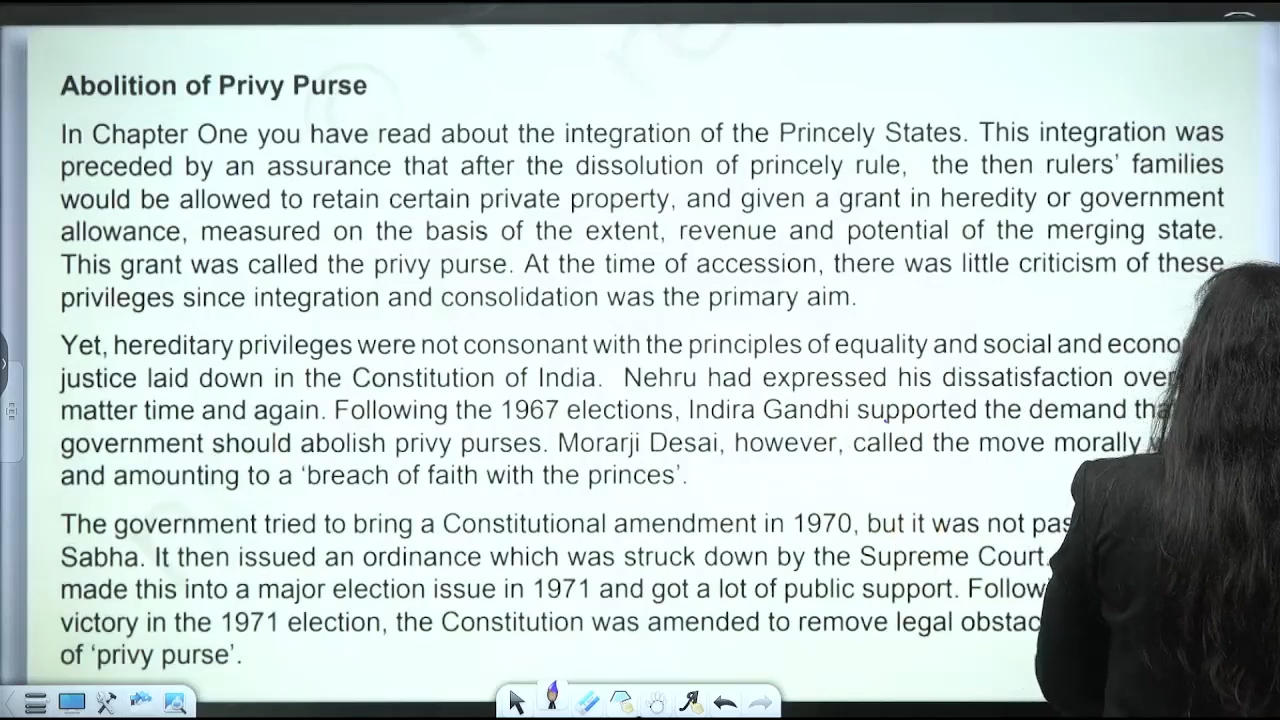 Abolition of Privy Purse
In Chapter One you have read about the integration of the Princely States. This integration was
preceded by an assurance that after the dissolution of princely rule, the then rulers' families
would be allowed to retain certain private property, and given a grant in heredity or government
allowance, measured on the basis of the extent, revenue and potential of the merging state.
This grant was called the privy purse. At the time of accession, there was little criticism of these
privileges since integration and consolidation was the primary aim.
Yet, hereditary privileges were not consonant with the principles of equality and social and
justice laid down in the Constitution of India. Nehru had expressed his dissatisfaction
matter time and again. Following the 1967 elections, Indira Gandhi supported the demand
government should abolish privy purses. Morarji Desai, however, called the move morally
and amounting to a 'breach of faith with the princes'.
The government tried to bring a Constitutional amendment in 1970, but it was not
Sabha. It then issued an ordinance which was struck down by the Supreme Court.
made this into a major election issue in 1971 and got a lot of public support.
victory in the 1971 election, the Constitution was amended to remove legal
of 'privy purse'.